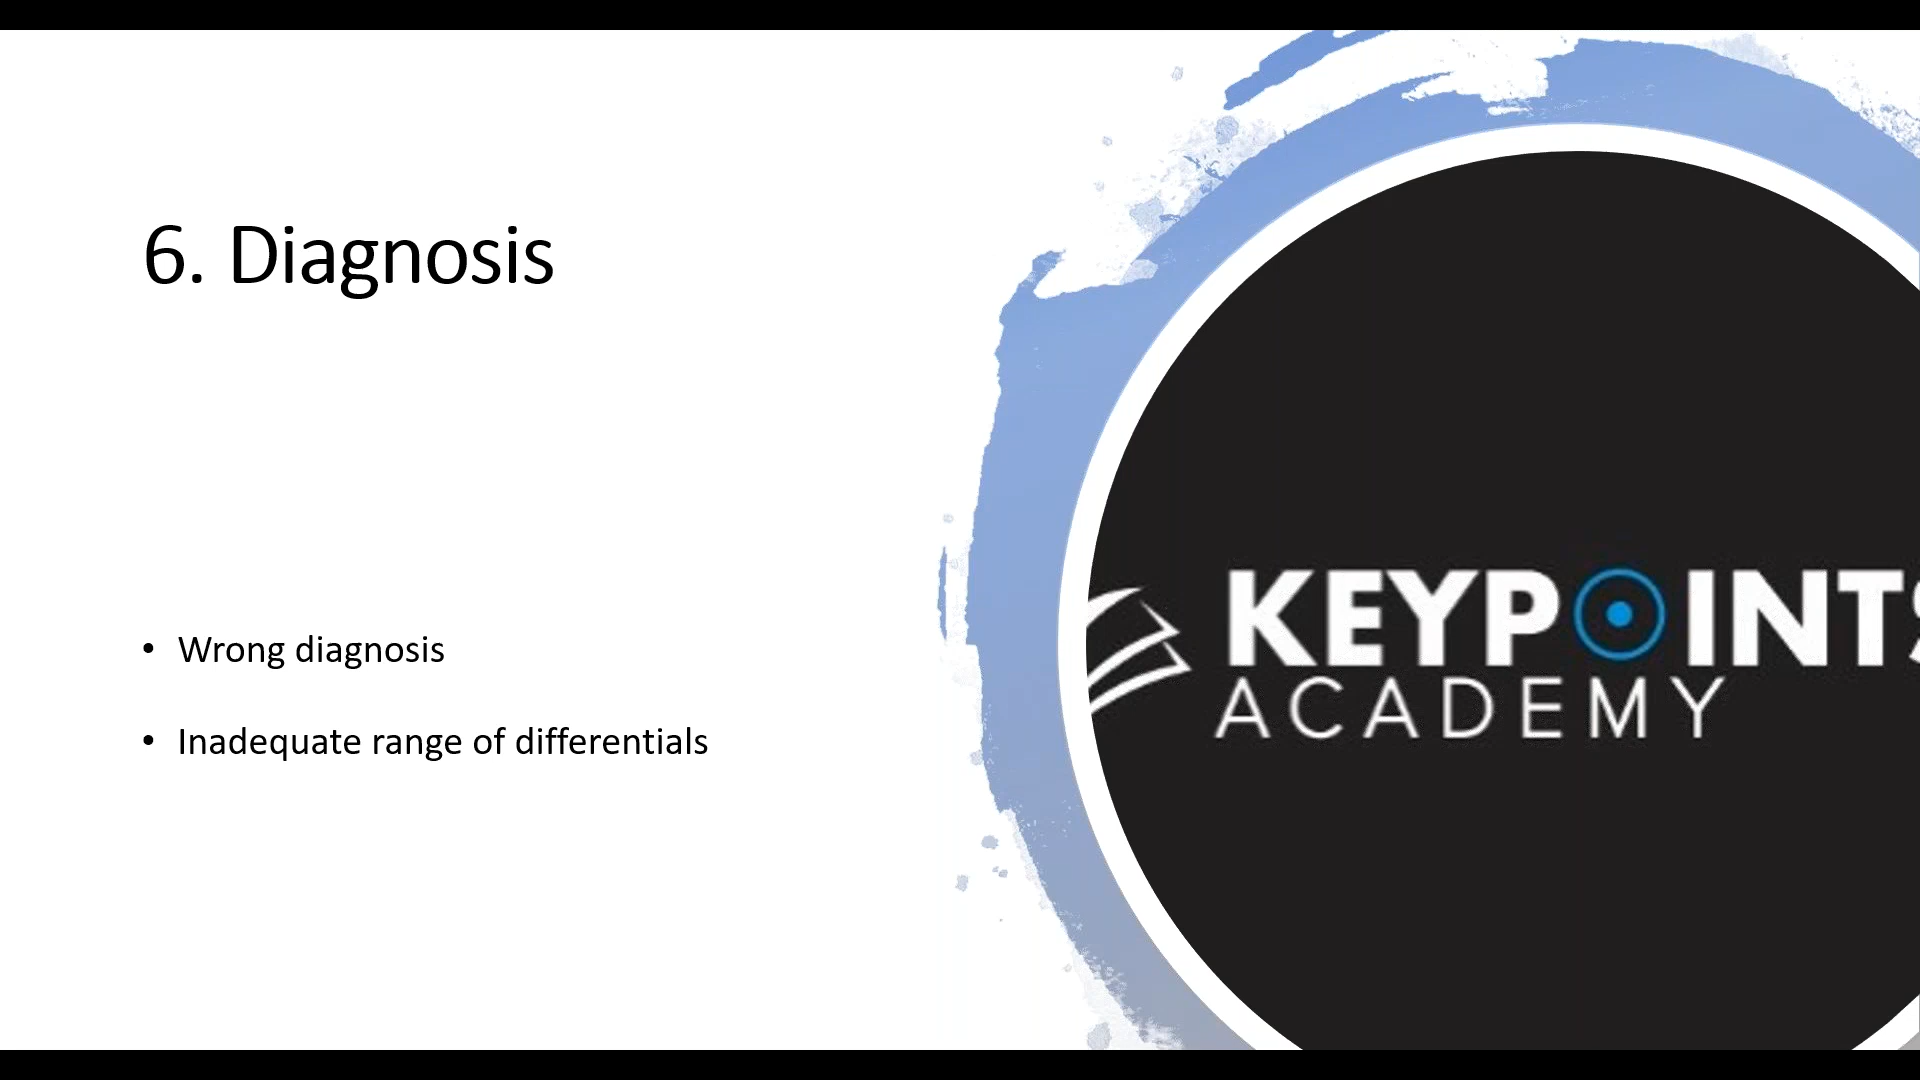 6. Diagnosis
• Wrong diagnosis
• Inadequate range of differentials
KEYPOINTS
ACADEMY